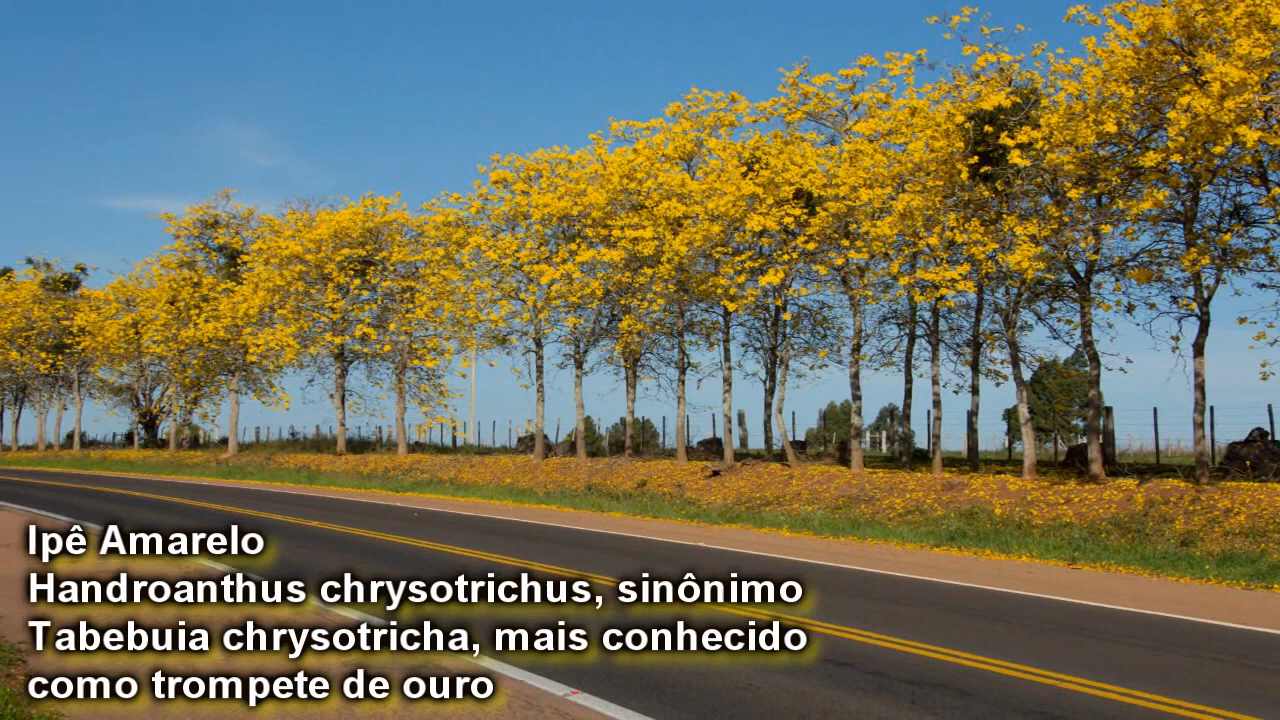 Ipê Amarelo
Handroanthus chrysotrichus, sinônimo
Tabebuia chrysotricha, mais conhecido
como trompete de ouro